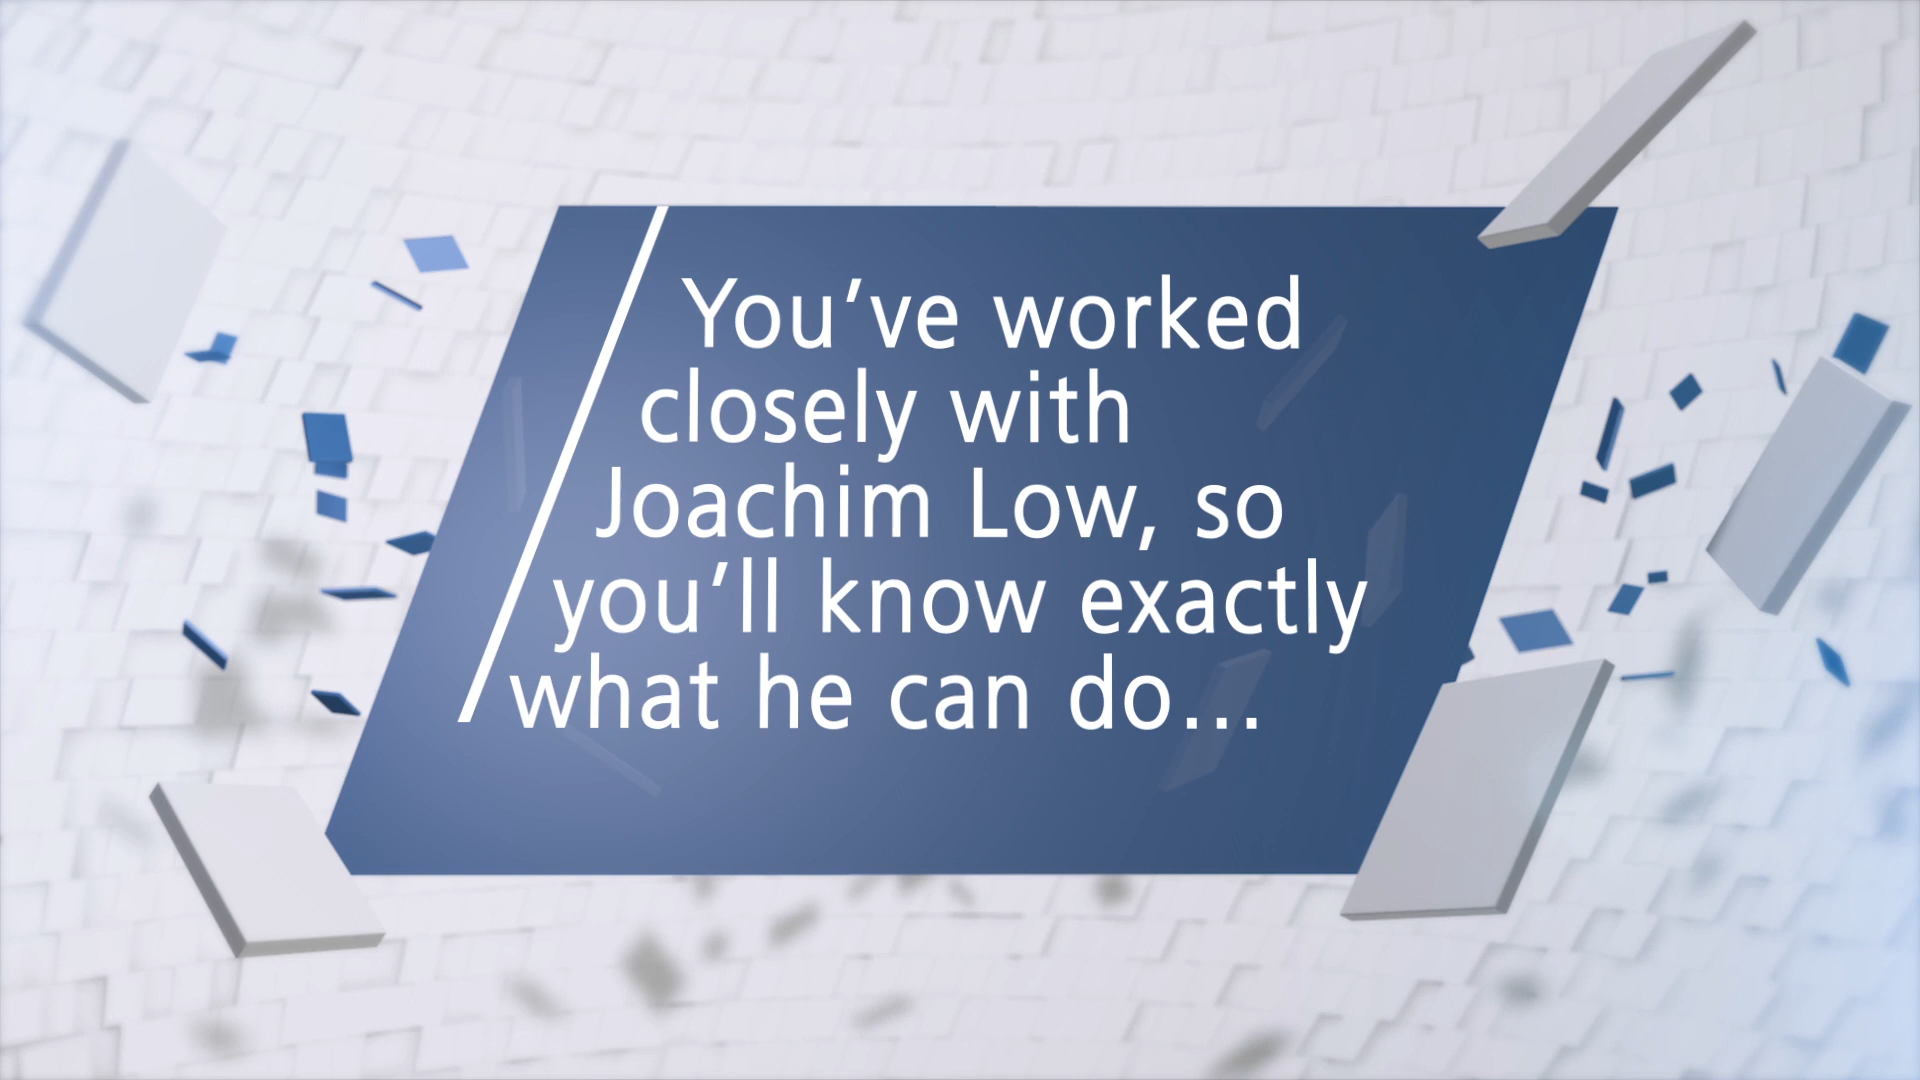 You’ve worked
closely with
Joachim Low, so
you’ll know exactly
what he can do...